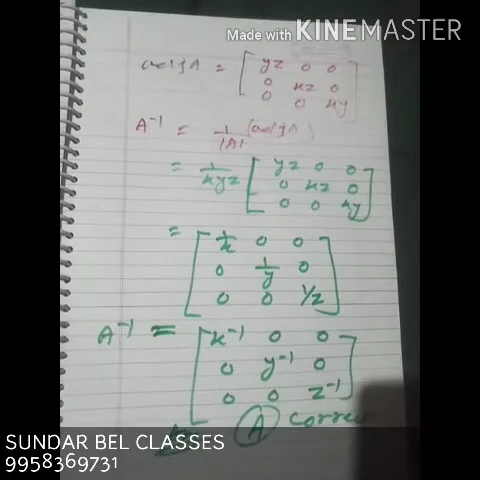 Made with KINEMASTER
adj A = [ yz 0 0
0 xz 0
0 0 xy ]
A⁻¹ = 1/|A| (adj A)
= 1/xyz [ yz 0 0
0 xz 0
0 0 xy ]
= [ 1/x 0 0
0 1/y 0
0 0 1/z ]
A⁻¹ = [ x⁻¹ 0 0
0 y⁻¹ 0
0 0 z⁻¹ ]
(A) correc
SUNDAR BEL CLASSES
9958369731